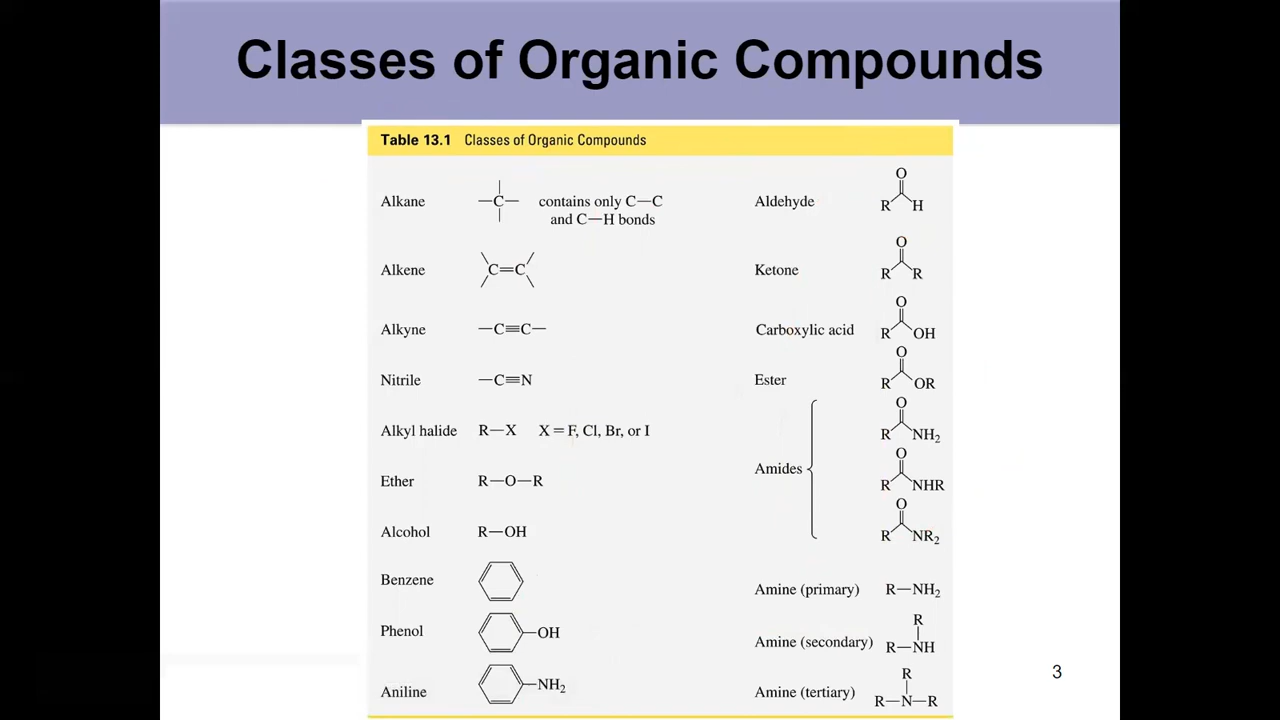 Classes of Organic Compounds
Table 13.1 Classes of Organic Compounds
Alkane
—C—
contains only C—C
and C—H bonds
Alkene
C=C
Alkyne
—C≡C—
Nitrile
—C≡N
Alkyl halide
R—X
X = F, Cl, Br, or I
Ether
R—O—R
Alcohol
R—OH
Benzene
Phenol
—OH
Aniline
—NH₂
Aldehyde
O
R H
Ketone
O
R R
Carboxylic acid
O
R OH
Ester
O
R OR
Amides
O
R NH₂
O
R NHR
O
R NR₂
Amine (primary)
R—NH₂
Amine (secondary)
R
R—NH
Amine (tertiary)
R
R—N—R
3